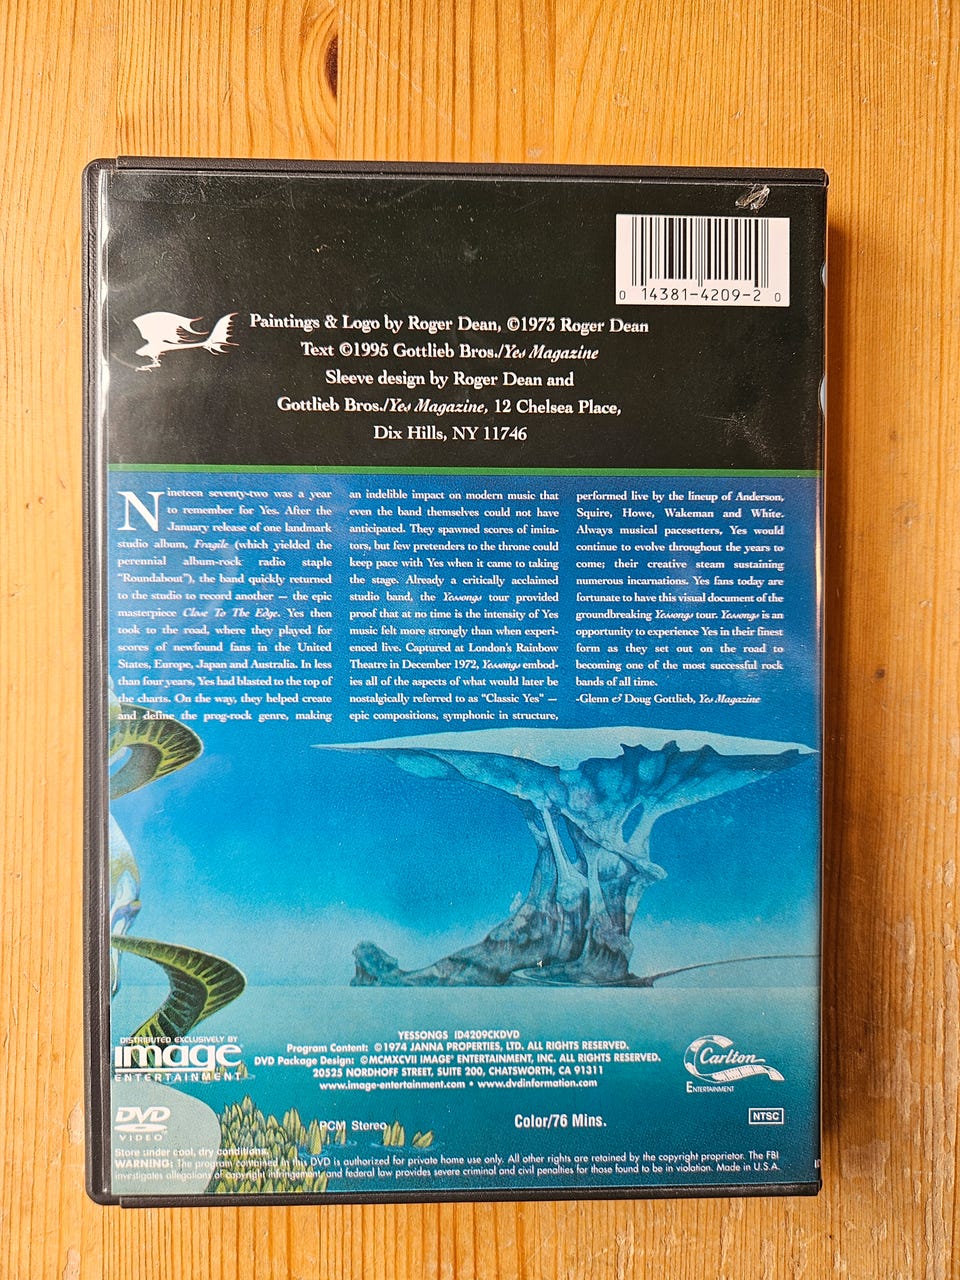 0 14381-4209-2 0
Paintings & Logo by Roger Dean, ©1973 Roger Dean
Text ©1995 Gottlieb Bros./Yes Magazine
Sleeve design by Roger Dean and
Gottlieb Bros./Yes Magazine, 12 Chelsea Place,
Dix Hills, NY 11746
Nineteen seventy-two was a year
to remember for Yes. After the
January release of one landmark
studio album, Fragile (which yielded the
perennial album-rock radio staple
"Roundabout"), the band quickly returned
to the studio to record another — the epic
masterpiece Close To The Edge. Yes then
took to the road, where they played for
scores of newfound fans in the United
States, Europe, Japan and Australia. In less
than four years, Yes had blasted to the top of
the charts. On the way, they helped create
and define the prog-rock genre, making
an indelible impact on modern music that
even the band themselves could not have
anticipated. They spawned scores of imita-
tors, but few pretenders to the throne could
keep pace with Yes when it came to taking
the stage. Already a critically acclaimed
studio band, the Yessongs tour provided
proof that at no time is the intensity of Yes
music felt more strongly than when experi-
enced live. Captured at London's Rainbow
Theatre in December 1972, Yessongs embod-
ies all of the aspects of what would later be
nostalgically referred to as "Classic Yes" —
epic compositions, symphonic in structure,
performed live by the lineup of Anderson,
Squire, Howe, Wakeman and White.
Always musical pacesetters, Yes would
continue to evolve throughout the years to
come; their creative steam sustaining
numerous incarnations. Yes fans today are
fortunate to have this visual document of the
groundbreaking Yessongs tour. Yessongs is an
opportunity to experience Yes in their finest
form as they set out on the road to
becoming one of the most successful rock
bands of all time.
-Glenn & Doug Gottlieb, Yes Magazine
DISTRIBUTED EXCLUSIVELY BY
image
ENTERTAINMENT
YESSONGS ID4209CKDVD
Program Content: ©1974 JANNA PROPERTIES, LTD. ALL RIGHTS RESERVED.
DVD Package Design: ©MCMXCVII IMAGE® ENTERTAINMENT, INC. ALL RIGHTS RESERVED.
20525 NORDHOFF STREET, SUITE 200, CHATSWORTH, CA 91311
www.image-entertainment.com • www.dvdinformation.com
Carlton
ENTERTAINMENT
DVD
VIDEO
PCM Stereo
Color/76 Mins.
NTSC
Store under cool, dry conditions.
WARNING: The program contained in this DVD is authorized for private home use only. All other rights are retained by the copyright proprietor. The FBI
investigates allegations of copyright infringement and federal law provides severe criminal and civil penalties for those found to be in violation. Made in U.S.A.